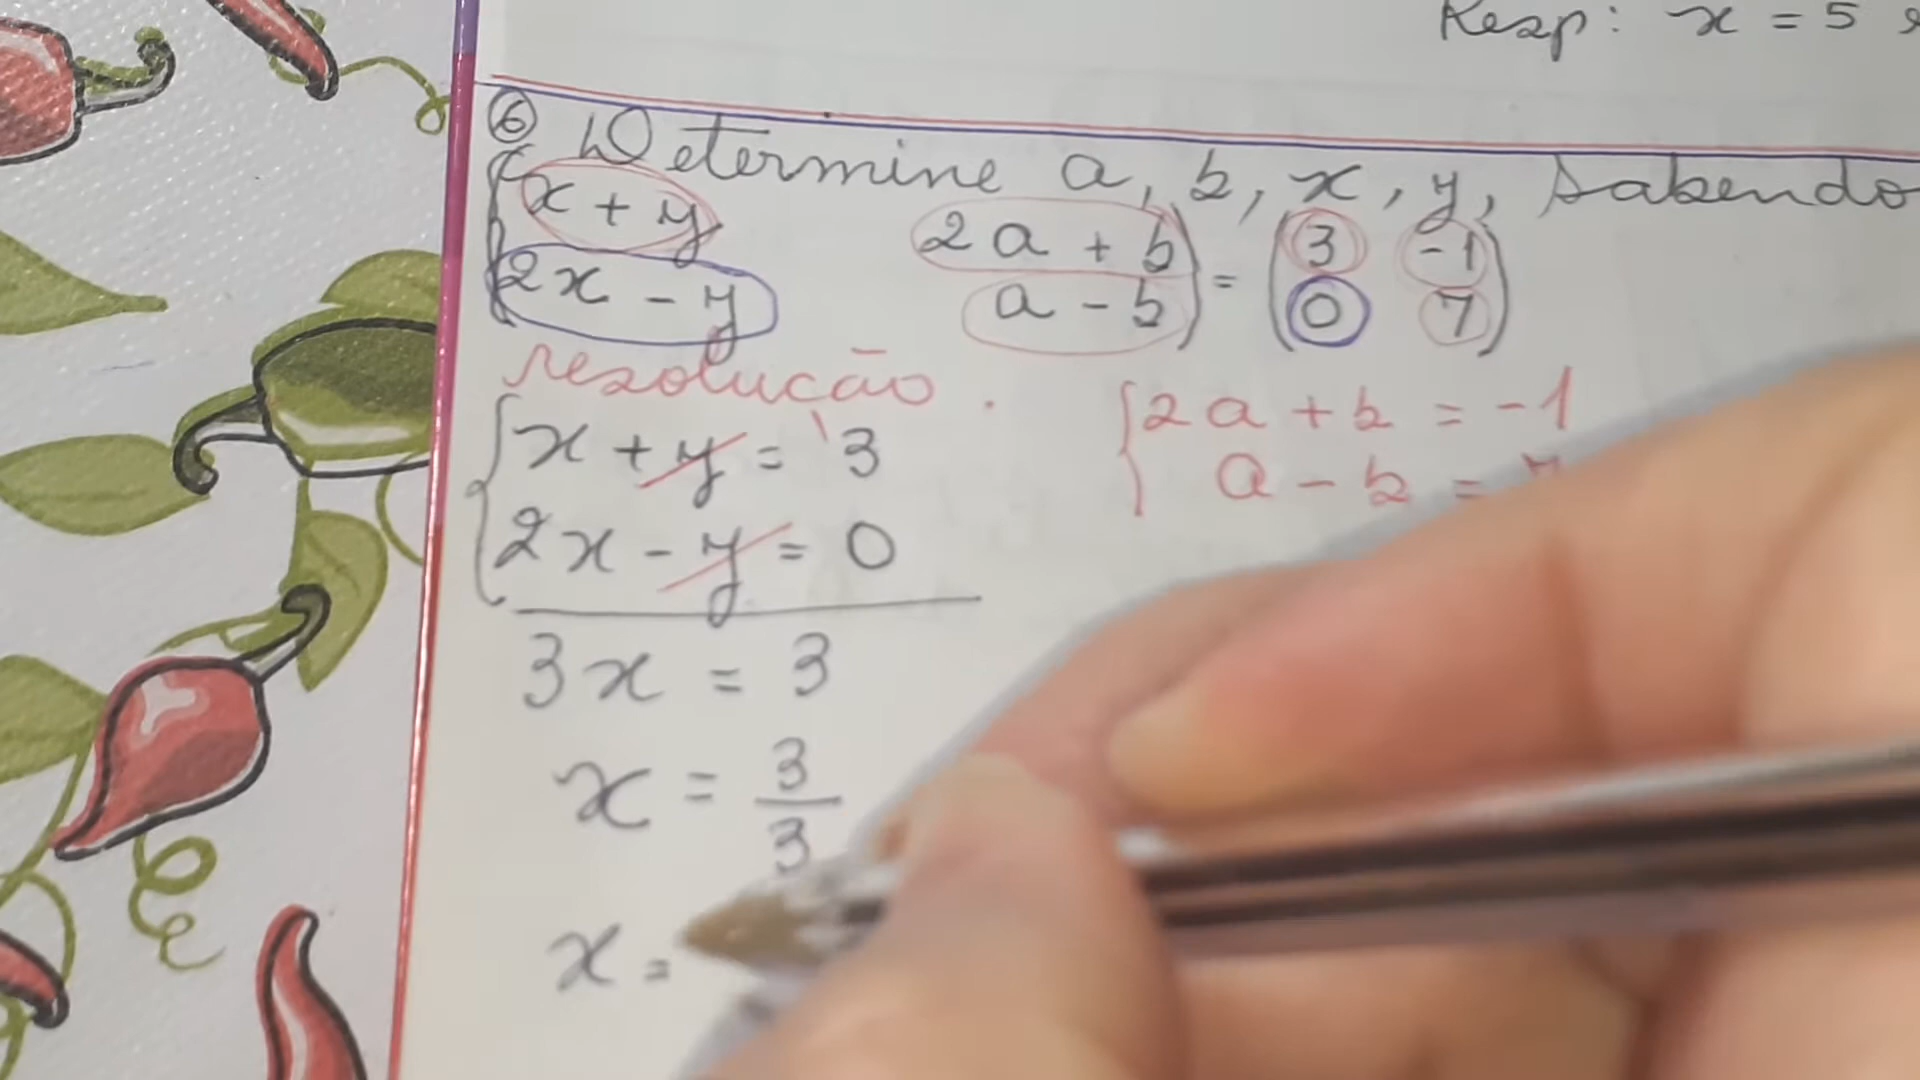 Resp: x = 5
6 Determine a, b, x, y, sabendo
x + y 2a + b = 3 -1
2x - y a - b 0 7
resolução.
x + y = 3
2x - y = 0
3x = 3
x = 3/3
x =
2a + b = -1
a - b = 7